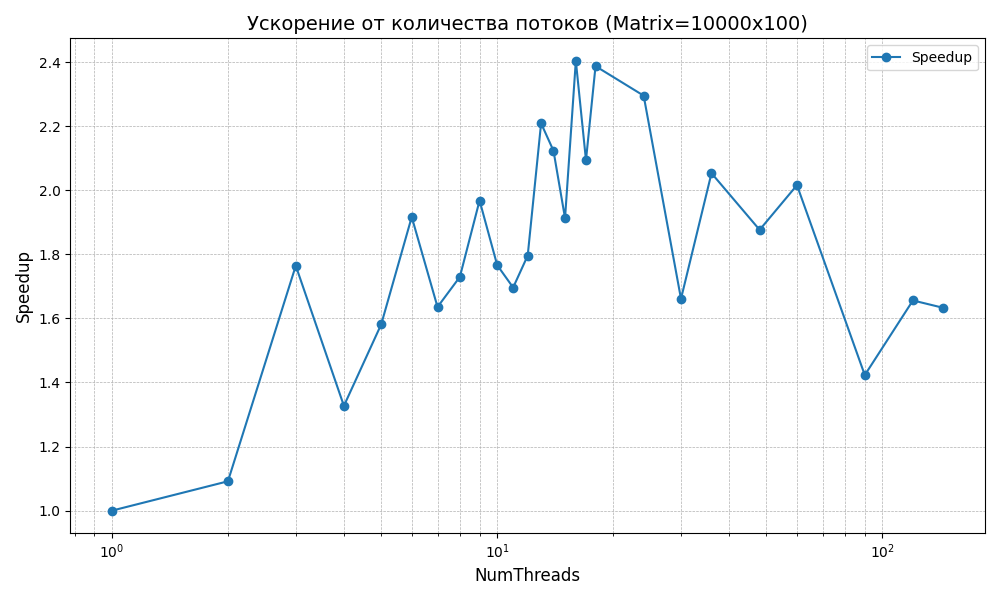 Ускорение от количества потоков (Matrix=10000x100)
Speedup
2.4
2.2
2.0
1.8
1.6
1.4
1.2
1.0
Speedup
10⁰
10¹
10²
NumThreads